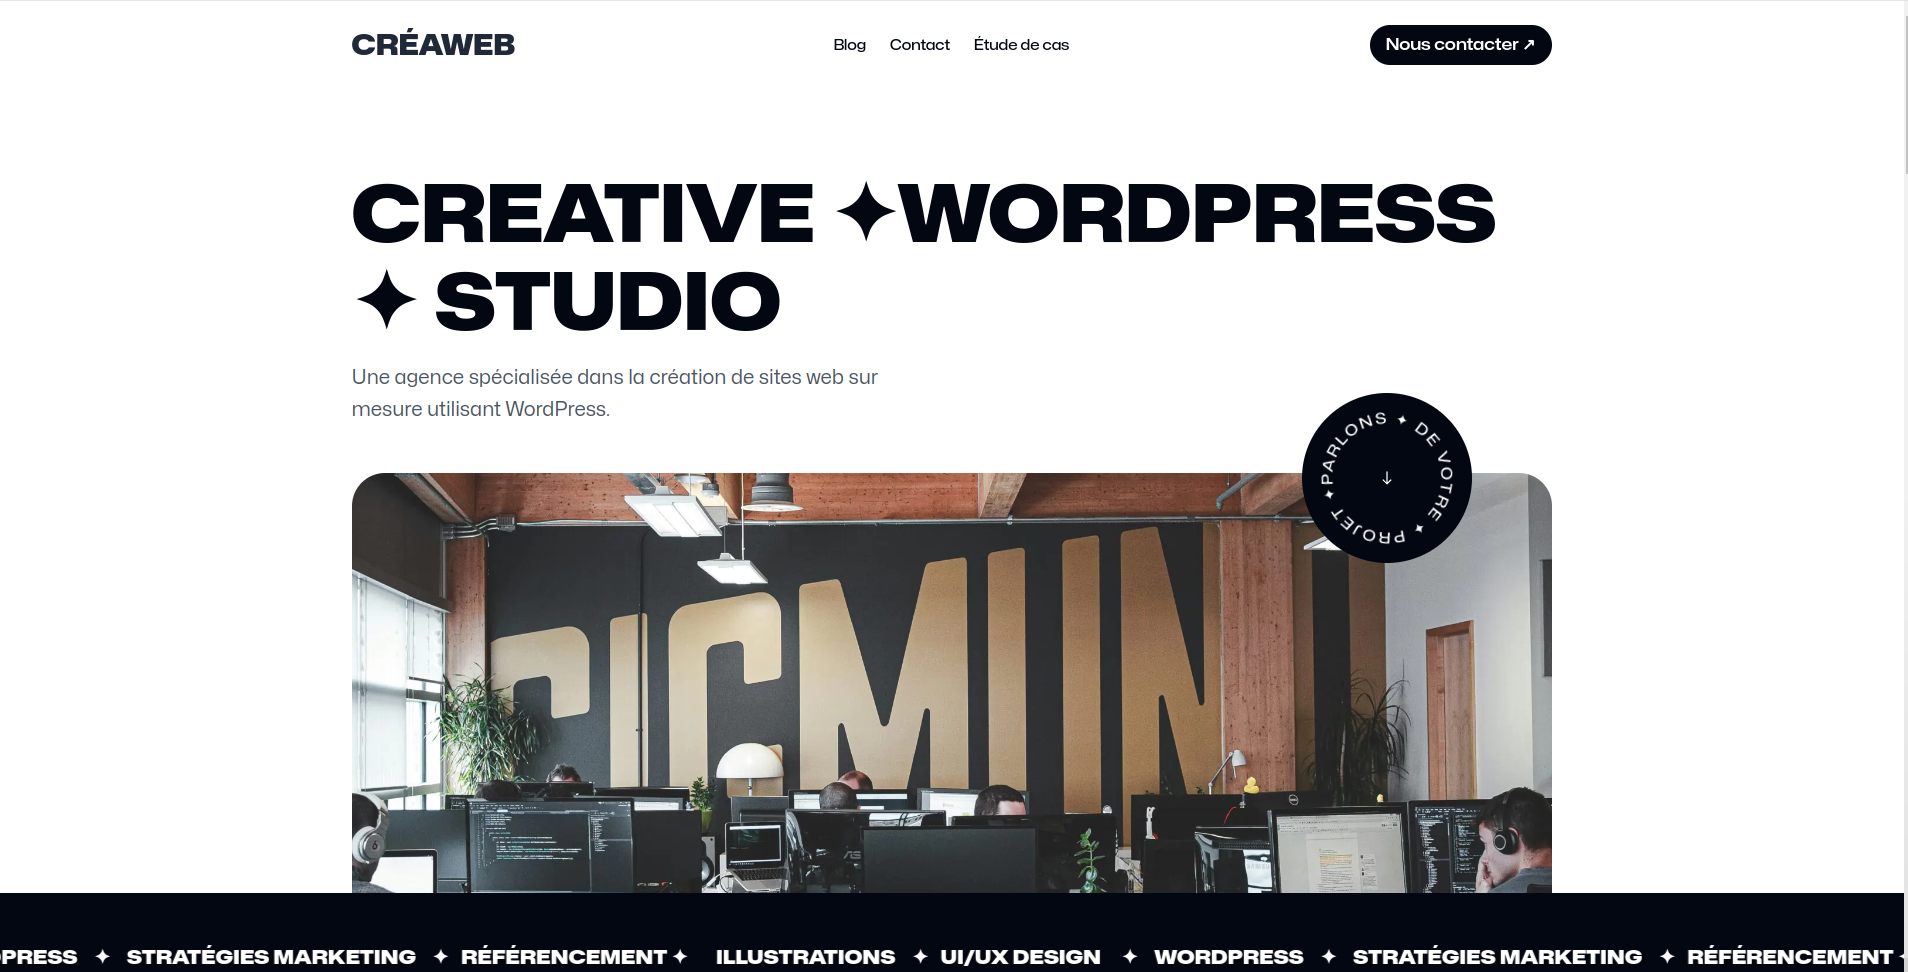 CRÉAWEB
Blog Contact Étude de cas
Nous contacter ↗
CREATIVE ✦WORDPRESS
✦ STUDIO
Une agence spécialisée dans la création de sites web sur
mesure utilisant WordPress.
PARLONS ✦ DE VOTRE ✦ PROJET ✦
STRATÉGIES MARKETING ✦ RÉFÉRENCEMENT ✦ ILLUSTRATIONS ✦ UI/UX DESIGN ✦ WORDPRESS ✦ STRATÉGIES MARKETING ✦ RÉFÉRENCEMENT